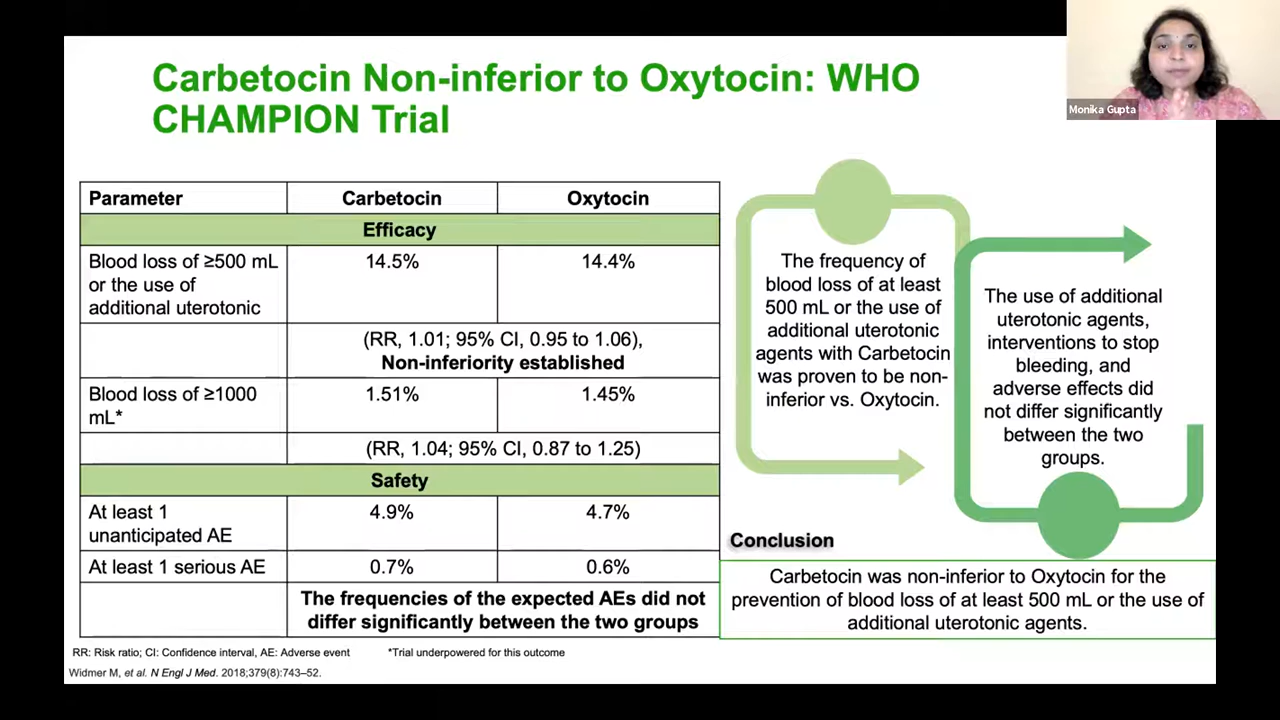 Carbetocin Non-inferior to Oxytocin: WHO
CHAMPION Trial
Monika Gupta
Parameter Carbetocin Oxytocin
Efficacy
Blood loss of ≥500 mL 14.5% 14.4%
or the use of
additional uterotonic
(RR, 1.01; 95% CI, 0.95 to 1.06),
Non-inferiority established
Blood loss of ≥1000 1.51% 1.45%
mL*
(RR, 1.04; 95% CI, 0.87 to 1.25)
Safety
At least 1 4.9% 4.7%
unanticipated AE
At least 1 serious AE 0.7% 0.6%
The frequencies of the expected AEs did not
differ significantly between the two groups
RR: Risk ratio; CI: Confidence interval, AE: Adverse event *Trial underpowered for this outcome
Widmer M, et al. N Engl J Med. 2018;379(8):743–52.
The frequency of
blood loss of at least
500 mL or the use of
additional uterotonic
agents with Carbetocin
was proven to be non-
inferior vs. Oxytocin.
The use of additional
uterotonic agents,
interventions to stop
bleeding, and
adverse effects did
not differ significantly
between the two
groups.
Conclusion
Carbetocin was non-inferior to Oxytocin for the
prevention of blood loss of at least 500 mL or the use of
additional uterotonic agents.